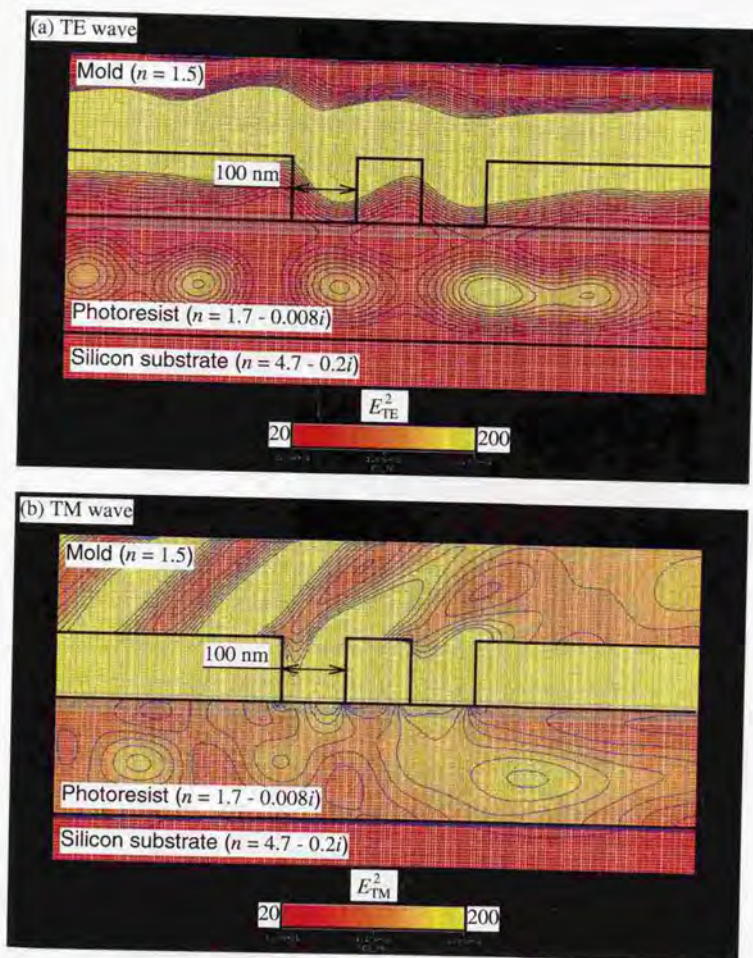 (a) TE wave
Mold (n = 1.5)
100 nm
Photoresist (n = 1.7 - 0.008i)
Silicon substrate (n = 4.7 - 0.2i)
E²TE
20 200
(b) TM wave
Mold (n = 1.5)
100 nm
Photoresist (n = 1.7 - 0.008i)
Silicon substrate (n = 4.7 - 0.2i)
E²TM
20 200